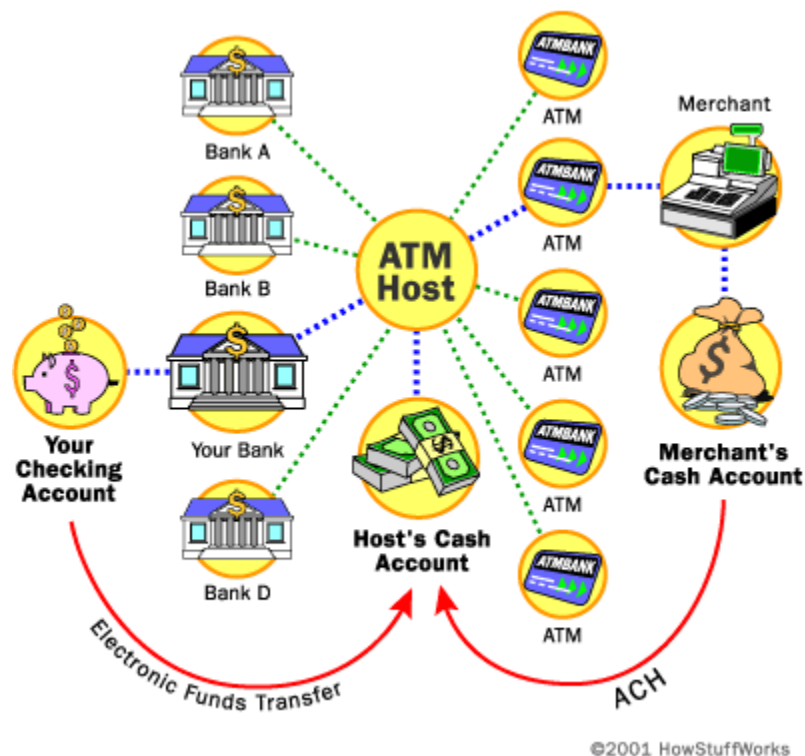 ATMBANK
ATM
Merchant
Bank A
ATMBANK
ATM
Bank B
ATM
Host
ATMBANK
ATM
Your
Checking
Account
Your Bank
Merchant's
Cash Account
ATMBANK
ATM
Host's Cash
Account
Bank D
ATMBANK
ATM
Electronic Funds Transfer
ACH
©2001 HowStuffWorks